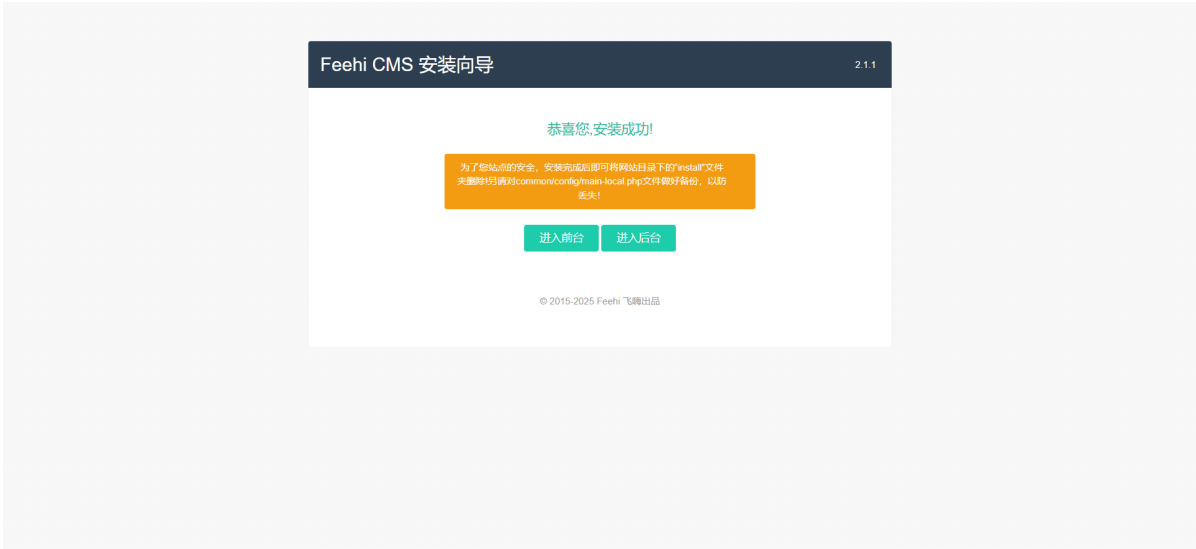 Feehi CMS 安装向导
2.1.1
恭喜您,安装成功!
为了您站点的安全，安装完成后即可将网站目录下的"install"文件
夹删除!另请对common/config/main-local.php文件做好备份，以防
丢失！
进入前台 进入后台
© 2015-2025 Feehi 飞嗨出品